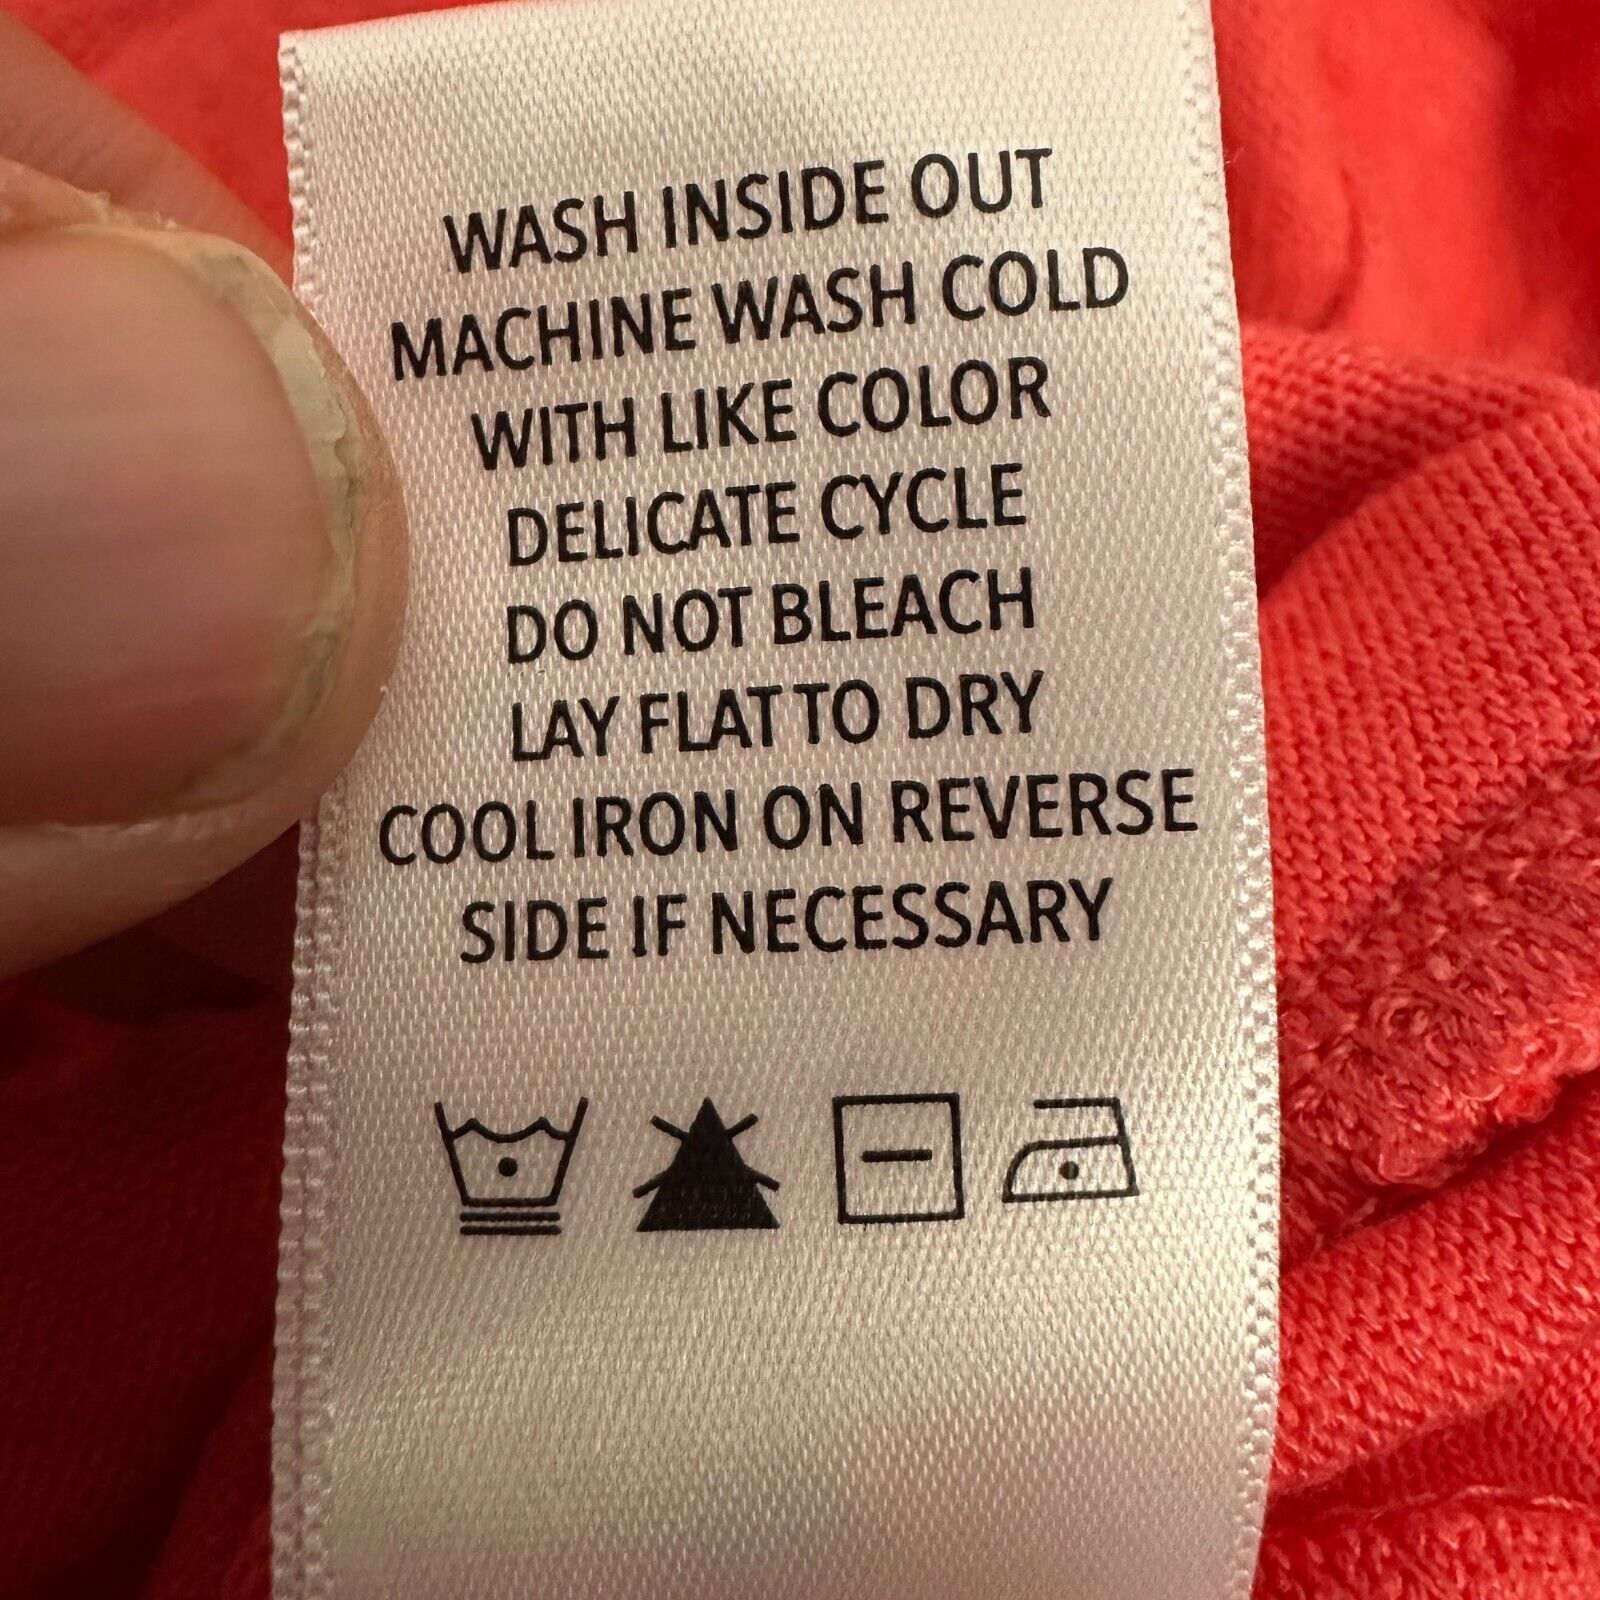 WASH INSIDE OUT
MACHINE WASH COLD
WITH LIKE COLOR
DELICATE CYCLE
DO NOT BLEACH
LAY FLAT TO DRY
COOL IRON ON REVERSE
SIDE IF NECESSARY